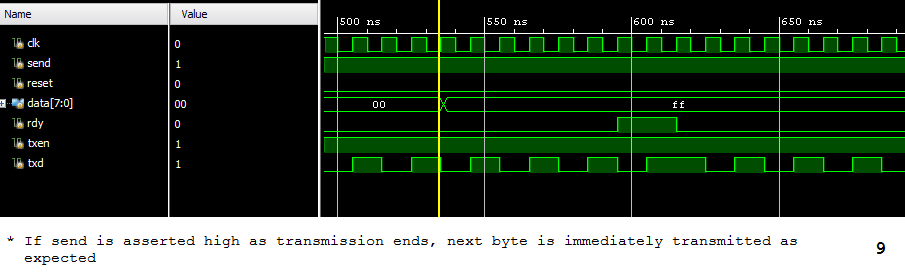 Name Value 500 ns 550 ns 600 ns 650 ns
clk 0
send 1
reset 0
data[7:0] 00 00 ff
rdy 0
txen 1
txd 1
* If send is asserted high as transmission ends, next byte is immediately transmitted as
expected
9